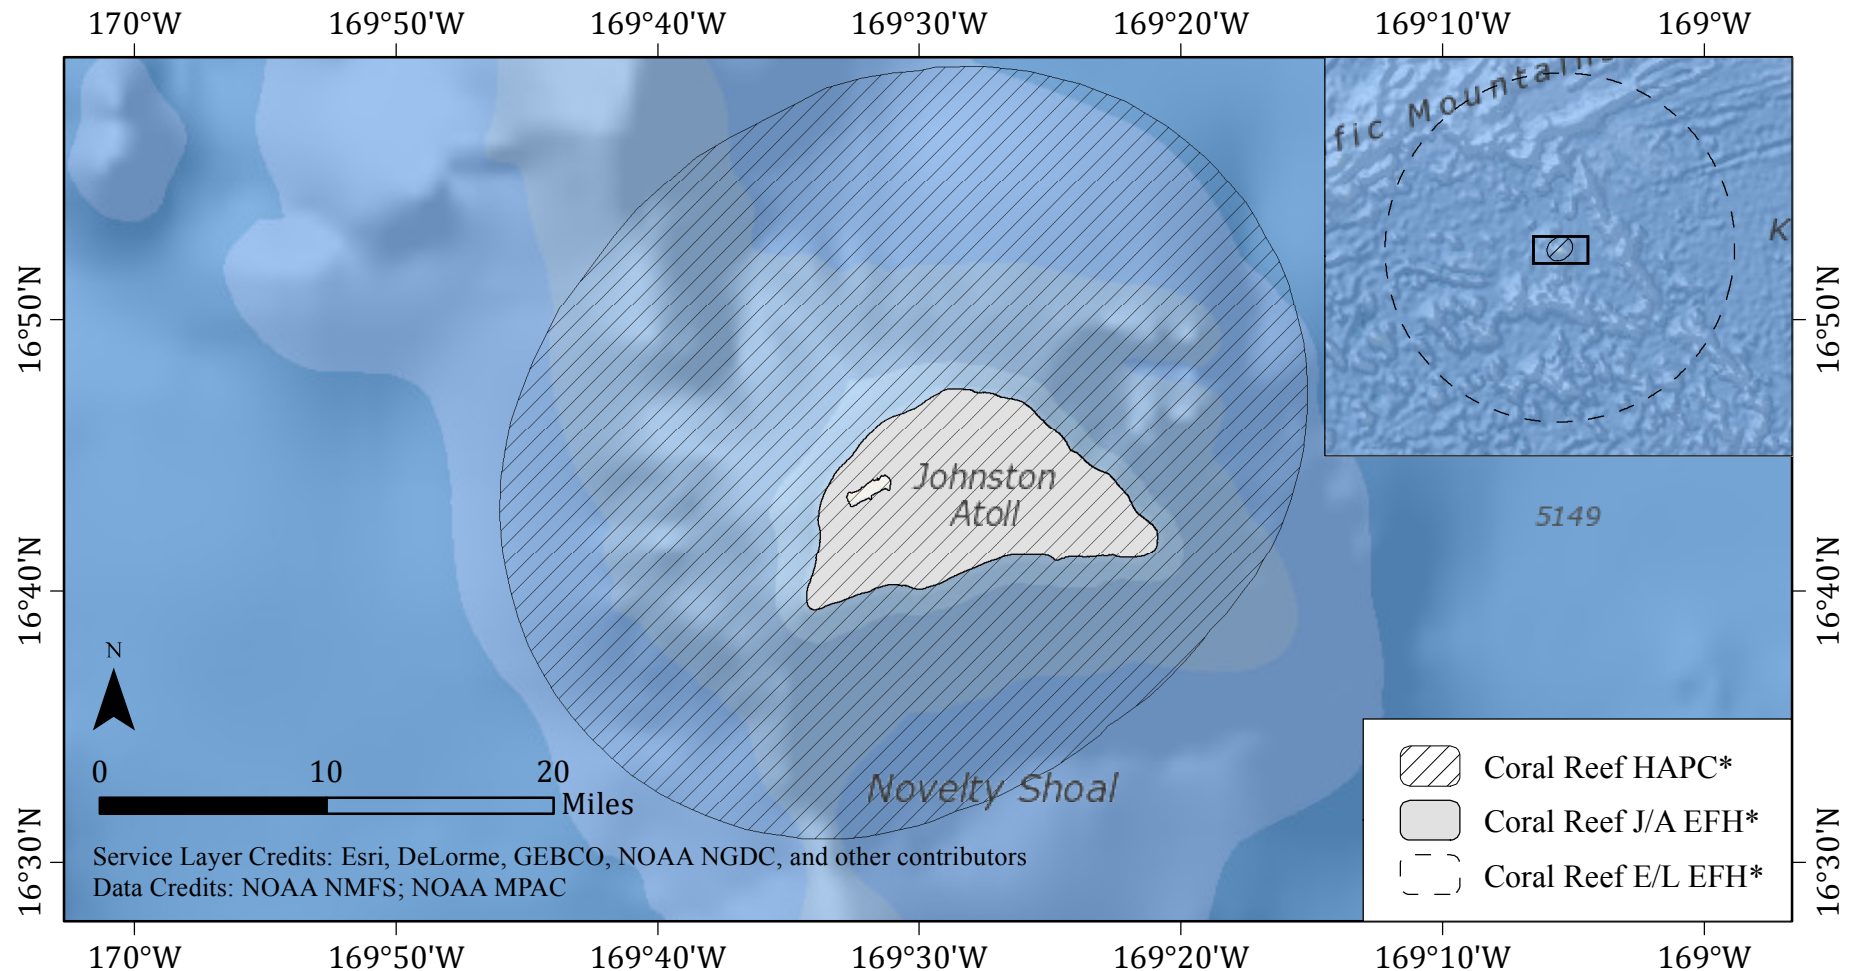 170°W 169°50'W 169°40'W 169°30'W 169°20'W 169°10'W 169°W
fic Mountains
K
16°50'N
16°50'N
Johnston
Atoll
5149
16°40'N
16°40'N
N
0 10 20
Miles
Novelty Shoal
Coral Reef HAPC*
Coral Reef J/A EFH*
Coral Reef E/L EFH*
16°30'N
16°30'N
Service Layer Credits: Esri, DeLorme, GEBCO, NOAA NGDC, and other contributors
Data Credits: NOAA NMFS; NOAA MPAC
170°W 169°50'W 169°40'W 169°30'W 169°20'W 169°10'W 169°W